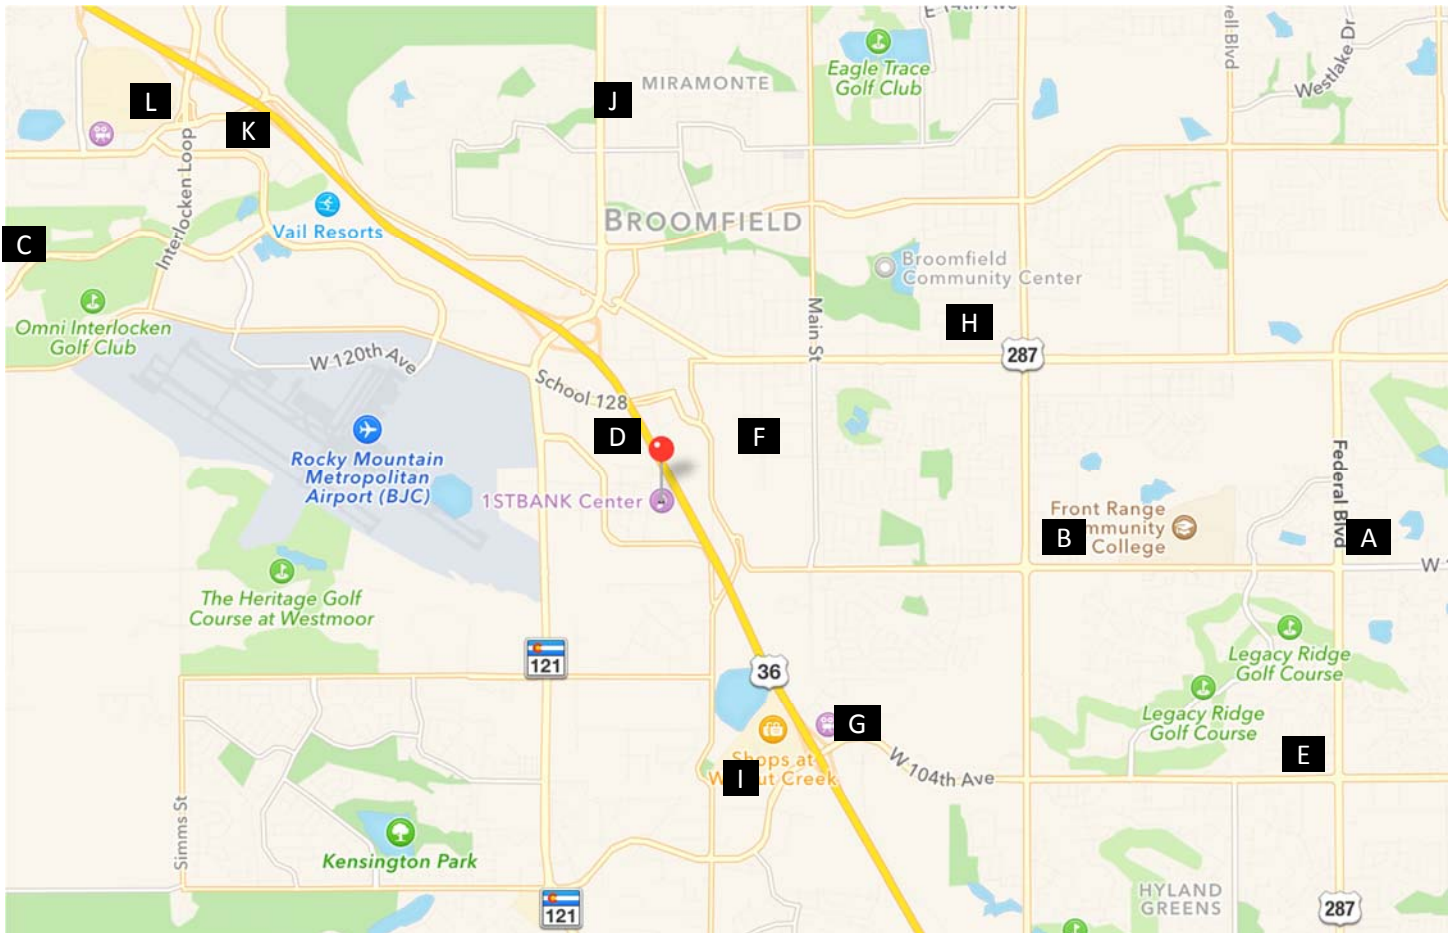 E 14th Ave
Westlake Dr
Eagle Trace
Golf Club
MIRAMONTE
J
L
K
Interlocken Loop
Vail Resorts
BROOMFIELD
C
Broomfield
Community Center
Omni Interlocken
Golf Club
H
Main St
287
W 120th Ave
School 128
D
F
Rocky Mountain
Metropolitan
Airport (BJC)
1STBANK Center
Federal Blvd
Front Range
College
B
A
W
The Heritage Golf
Course at Westmoor
121
36
Legacy Ridge
Golf Course
Legacy Ridge
Golf Course
G
E
Shops at
Creek
I
W 104th Ave
Simms St
Kensington Park
HYLAND
GREENS
121
287